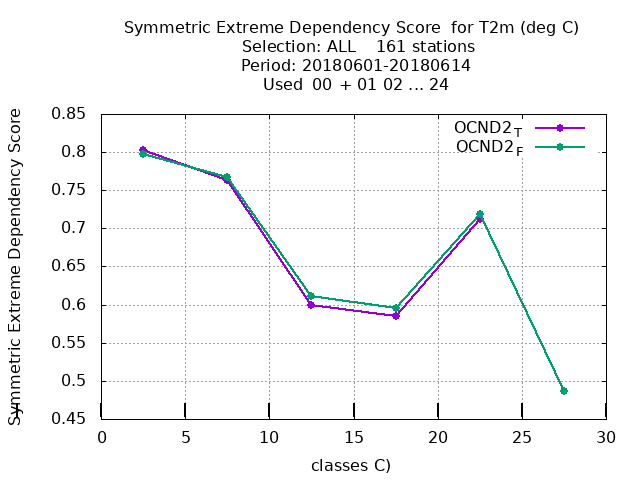 Symmetric Extreme Dependency Score for T2m (deg C)
Selection: ALL 161 stations
Period: 20180601-20180614
Used 00 + 01 02 ... 24
Symmetric Extreme Dependency Score
OCND2T
OCND2F
0.85
0.8
0.75
0.7
0.65
0.6
0.55
0.5
0.45
0 5 10 15 20 25 30
classes C)